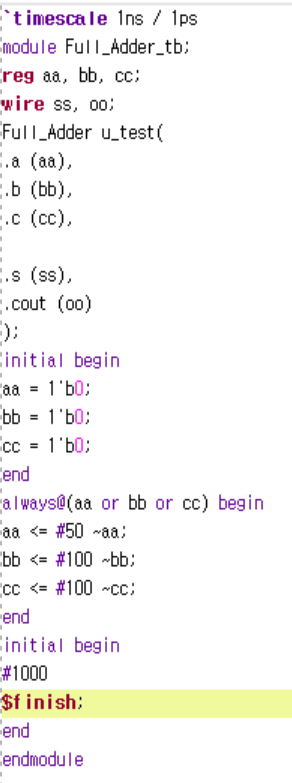 `timescale 1ns / 1ps
module Full_Adder_tb;
reg aa, bb, cc;
wire ss, oo;
Full_Adder u_test(
.a (aa),
.b (bb),
.c (cc),
.s (ss),
.cout (oo)
);
initial begin
aa = 1'b0;
bb = 1'b0;
cc = 1'b0;
end
always@(aa or bb or cc) begin
aa <= #50 ~aa;
bb <= #100 ~bb;
cc <= #100 ~cc;
end
initial begin
#1000
$finish;
end
endmodule